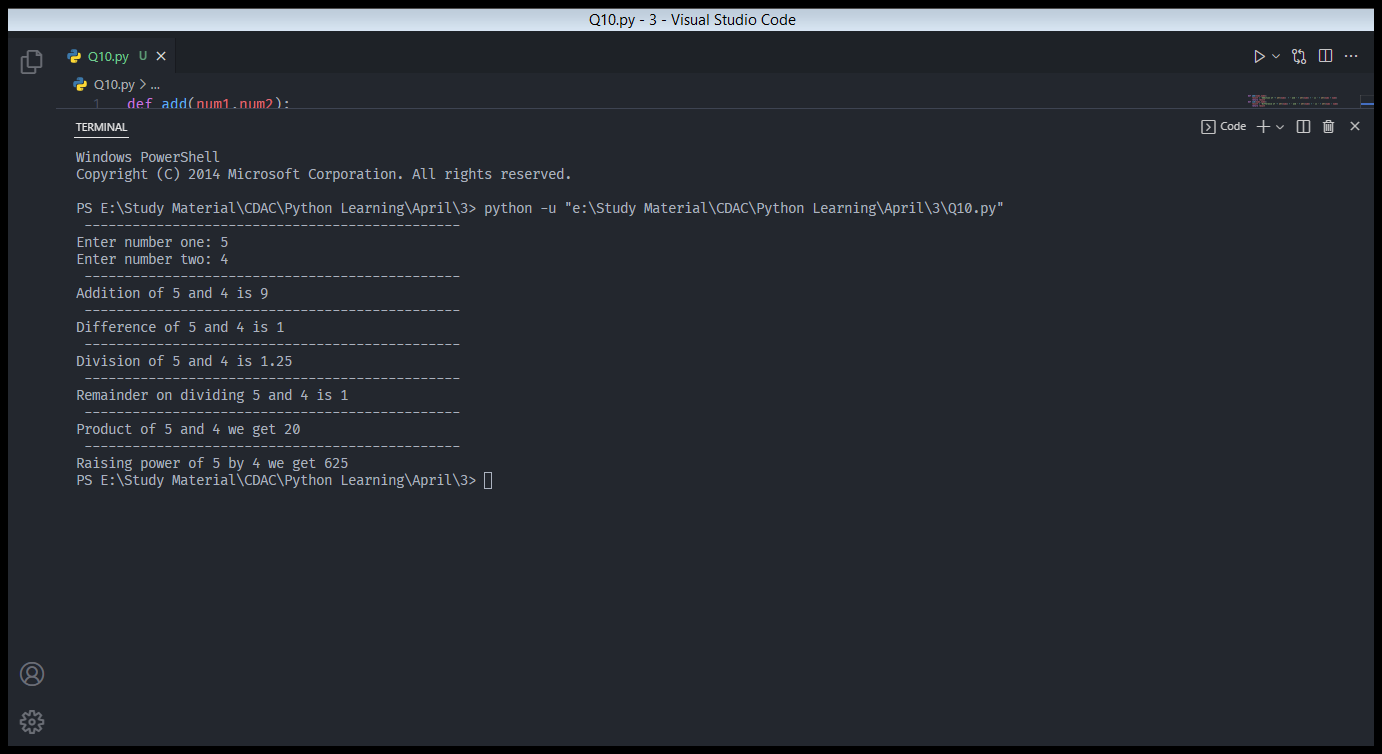 Q10.py - 3 - Visual Studio Code
Q10.py U
Q10.py > ...
1 def add(num1,num2):
TERMINAL
Code
Windows PowerShell
Copyright (C) 2014 Microsoft Corporation. All rights reserved.
PS E:\Study Material\CDAC\Python Learning\April\3> python -u "e:\Study Material\CDAC\Python Learning\April\3\Q10.py"
-----------------------------------------------
Enter number one: 5
Enter number two: 4
-----------------------------------------------
Addition of 5 and 4 is 9
-----------------------------------------------
Difference of 5 and 4 is 1
-----------------------------------------------
Division of 5 and 4 is 1.25
-----------------------------------------------
Remainder on dividing 5 and 4 is 1
-----------------------------------------------
Product of 5 and 4 we get 20
-----------------------------------------------
Raising power of 5 by 4 we get 625
PS E:\Study Material\CDAC\Python Learning\April\3>